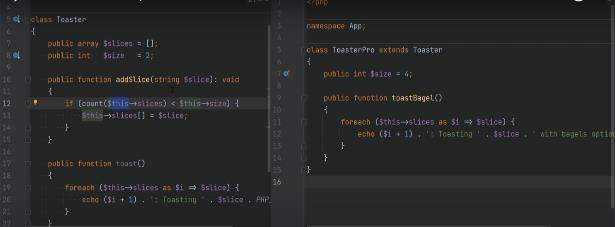 class Toaster
{
public array $slices = [];
public int $size = 2;
public function addSlice(string $slice): void
{
if (count($this→slices) < $this→size) {
$this→slices[] = $slice;
}
}
public function toast()
{
foreach ($this→slices as $i ⇒ $slice) {
echo ($i + 1) . ': Toasting ' . $slice . PHP_
}
}
<?php
namespace App;
class ToasterPro extends Toaster
{
public int $size = 4;
public function toastBagel()
{
foreach ($this→slices as $i ⇒ $slice) {
echo ($i + 1) . ': Toasting ' . $slice . ' with bagels optio
}
}
}